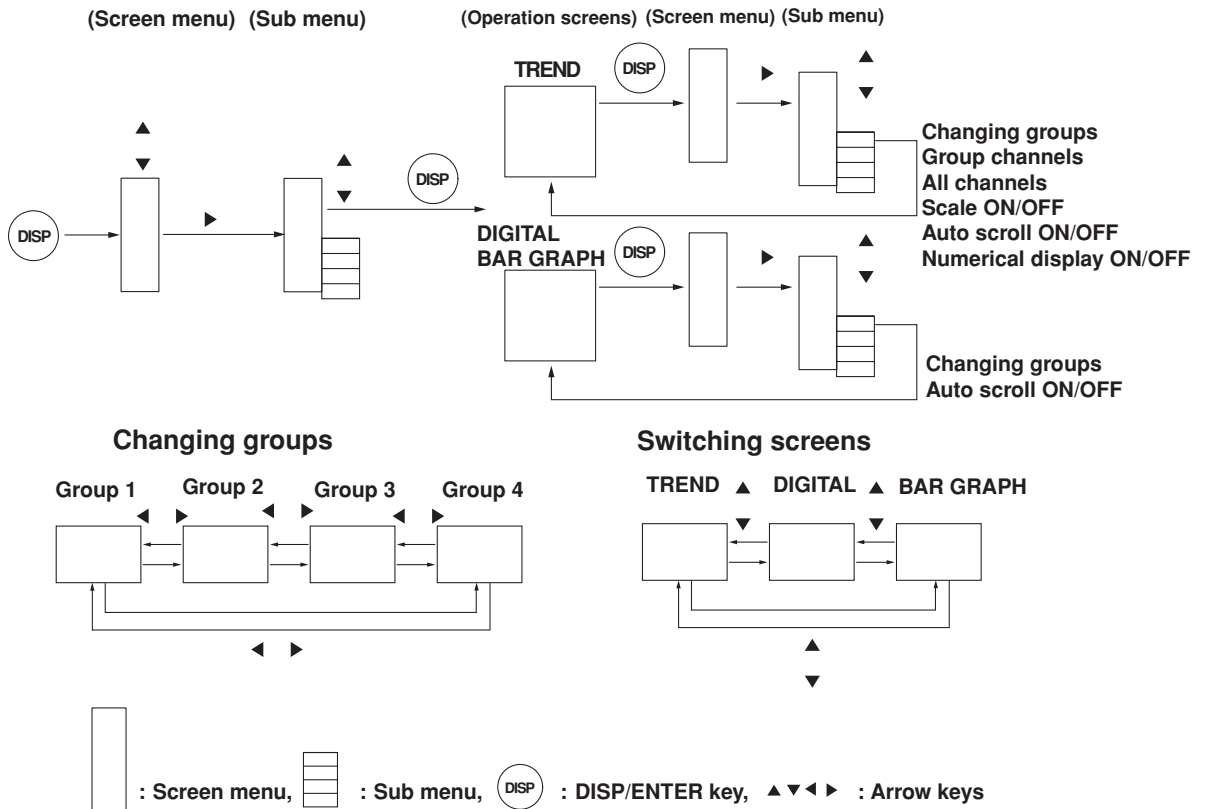 (Screen menu) (Sub menu)
(Operation screens) (Screen menu) (Sub menu)
TREND
DISP
Changing groups
Group channels
All channels
Scale ON/OFF
Auto scroll ON/OFF
Numerical display ON/OFF
DISP
DISP
DIGITAL
BAR GRAPH
DISP
Changing groups
Auto scroll ON/OFF
Changing groups
Group 1 Group 2 Group 3 Group 4
Switching screens
TREND DIGITAL BAR GRAPH
: Screen menu, : Sub menu, DISP : DISP/ENTER key, ▲ ▼ ◀ ▶ : Arrow keys